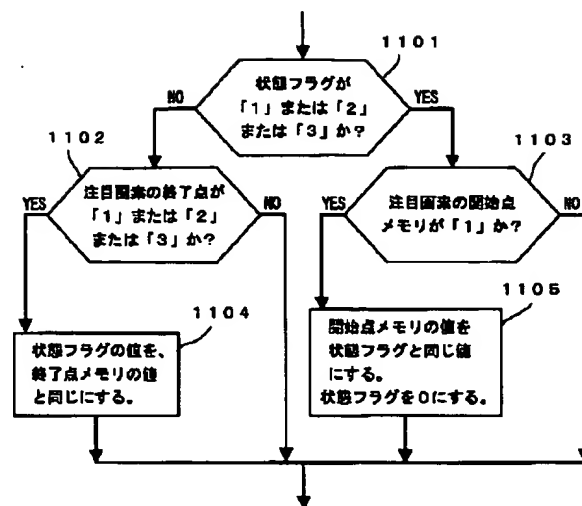 1101
状態フラグが
「1」または「2」
または「3」か?
NO
YES
1102
注目画素の終了点が
「1」または「2」
または「3」か?
YES
NO
1103
注目画素の開始点
メモリが「1」か?
YES
NO
1104
状態フラグの値を、
終了点メモリの値
と同じにする。
1105
開始点メモリの値を
状態フラグと同じ値
にする。
状態フラグを0にする。